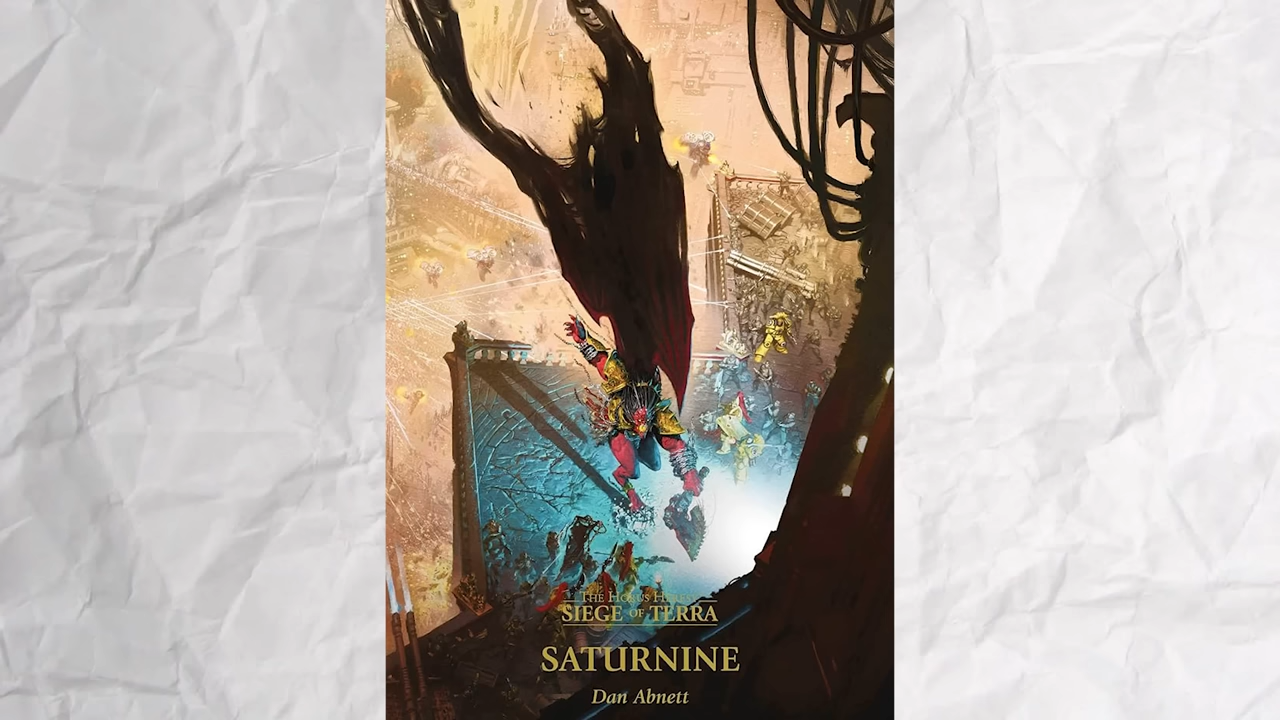 THE HORUS HERESY
SIEGE OF TERRA
SATURNINE
Dan Abnett